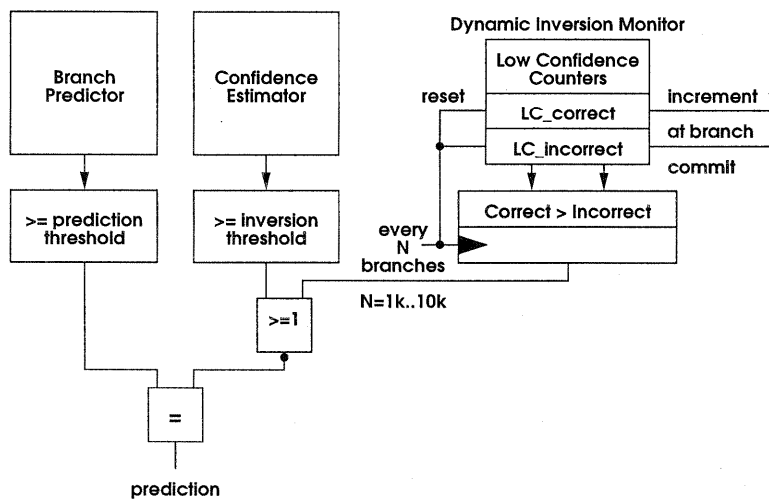 Dynamic Inversion Monitor
Branch
Predictor
Confidence
Estimator
Low Confidence
Counters
reset
LC_correct
increment
at branch
LC_incorrect
commit
>= prediction
threshold
>= inversion
threshold
Correct > Incorrect
every
N
branches
N=1k..10k
>=1
=
prediction